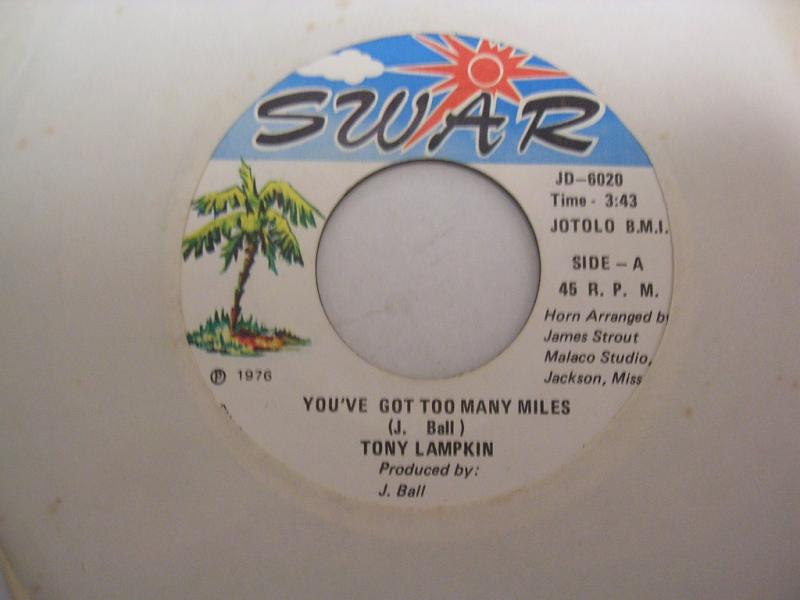 SWAR
JD-6020
Time - 3:43
JOTOLO B.M.I.
SIDE - A
45 R. P. M.
Horn Arranged by
James Strout
Malaco Studio,
Jackson, Miss
℗ 1976
YOU'VE GOT TOO MANY MILES
(J. Ball)
TONY LAMPKIN
Produced by:
J. Ball